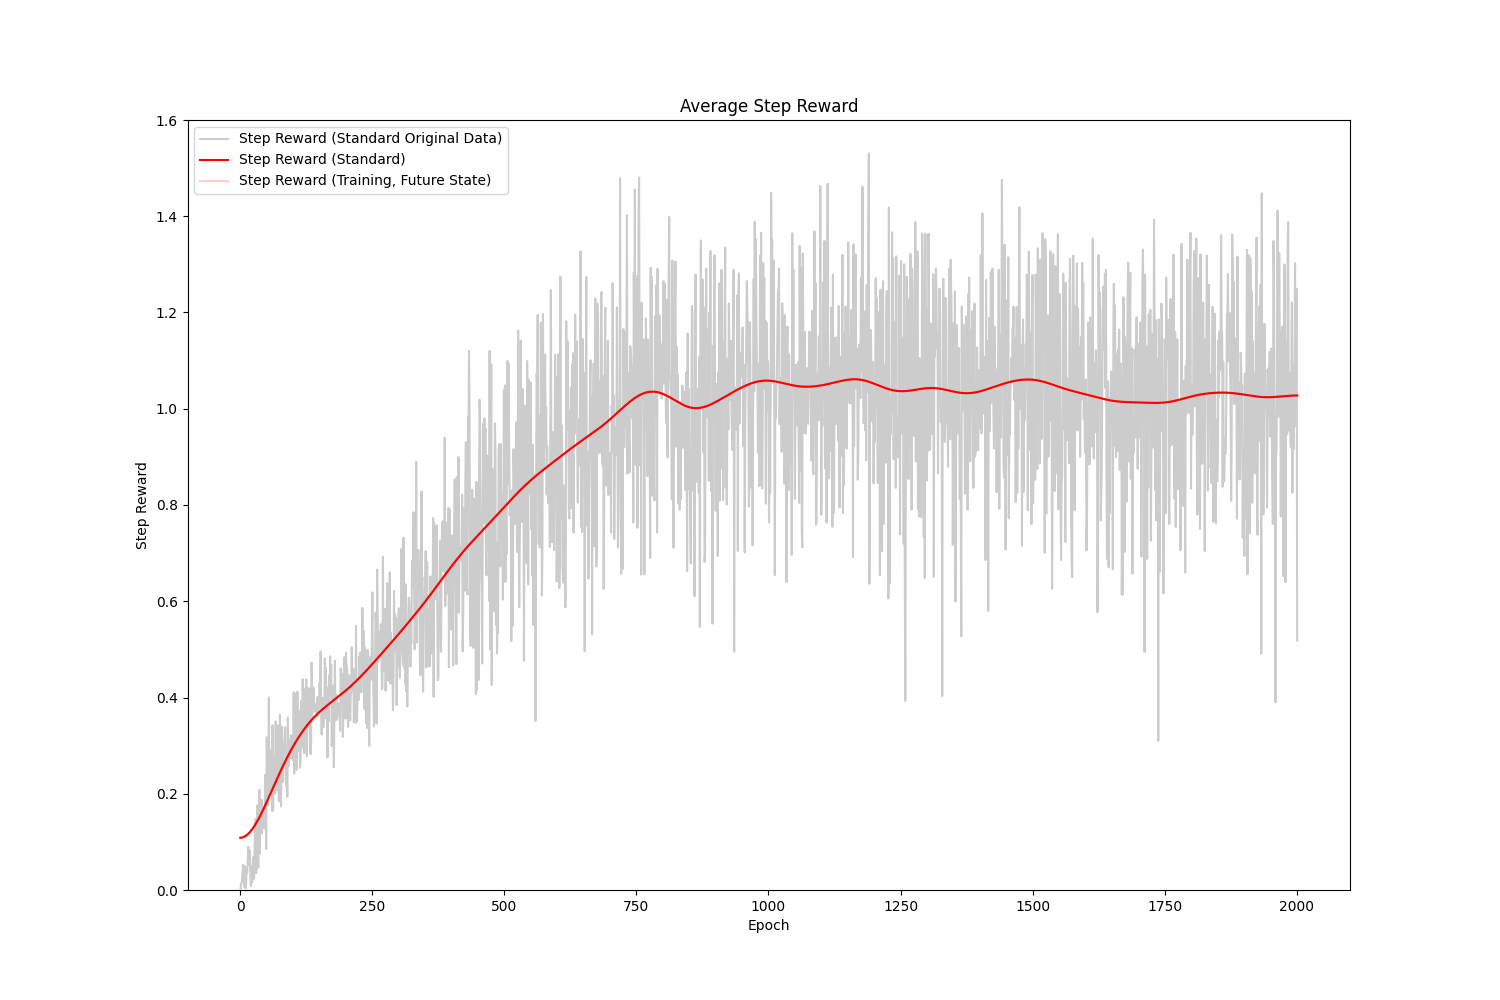 Average Step Reward
Step Reward (Standard Original Data)
Step Reward (Standard)
Step Reward (Training, Future State)
Step Reward
1.6
1.4
1.2
1.0
0.8
0.6
0.4
0.2
0.0
0 250 500 750 1000 1250 1500 1750 2000
Epoch